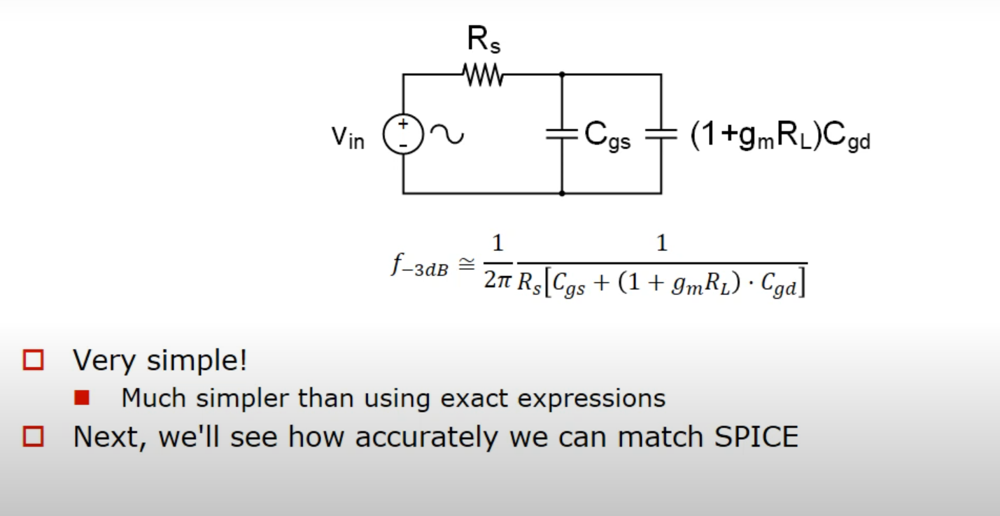 Rₛ
Vin
+
-
Cgs
(1+gmRL)Cgd
f−3dB ≅ 1/2π 1/Rs[Cgs + (1 + gmRL) · Cgd]
Very simple!
Much simpler than using exact expressions
Next, we'll see how accurately we can match SPICE